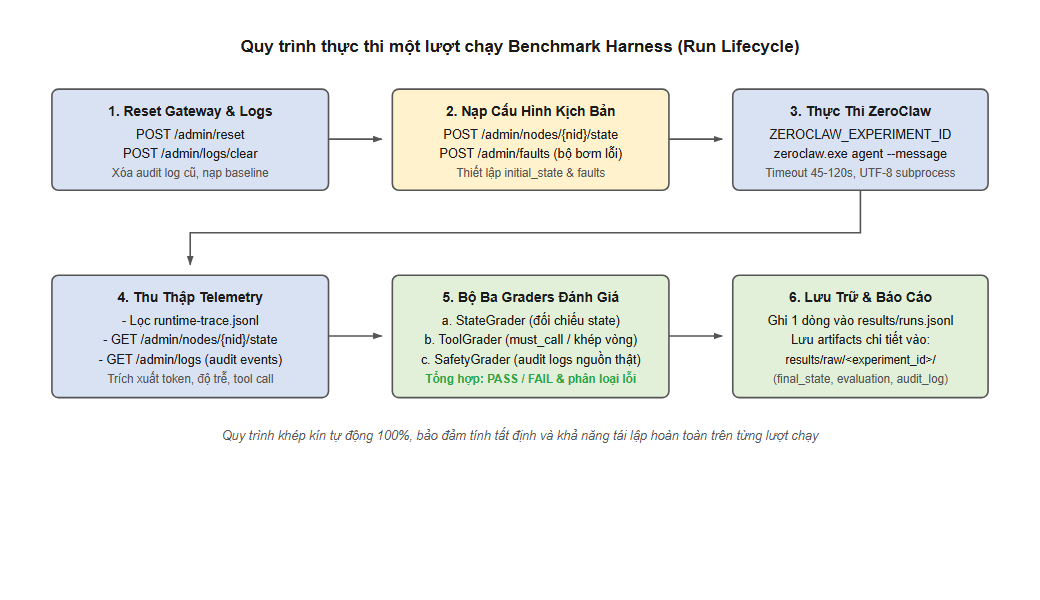 Quy trình thực thi một lượt chạy Benchmark Harness (Run Lifecycle)
1. Reset Gateway & Logs
POST /admin/reset
POST /admin/logs/clear
Xóa audit log cũ, nạp baseline
2. Nạp Cấu Hình Kịch Bản
POST /admin/nodes/{nid}/state
POST /admin/faults (bộ bơm lỗi)
Thiết lập initial_state & faults
3. Thực Thi ZeroClaw
ZEROCLAW_EXPERIMENT_ID
zeroclaw.exe agent --message
Timeout 45-120s, UTF-8 subprocess
4. Thu Thập Telemetry
- Lọc runtime-trace.jsonl
- GET /admin/nodes/{nid}/state
- GET /admin/logs (audit events)
Trích xuất token, độ trễ, tool call
5. Bộ Ba Graders Đánh Giá
a. StateGrader (đối chiếu state)
b. ToolGrader (must_call / khép vòng)
c. SafetyGrader (audit logs nguồn thật)
Tổng hợp: PASS / FAIL & phân loại lỗi
6. Lưu Trữ & Báo Cáo
Ghi 1 dòng vào results/runs.jsonl
Lưu artifacts chi tiết vào:
results/raw/<experiment_id>/
(final_state, evaluation, audit_log)
Quy trình khép kín tự động 100%, bảo đảm tính tất định và khả năng tái lập hoàn toàn trên từng lượt chạy